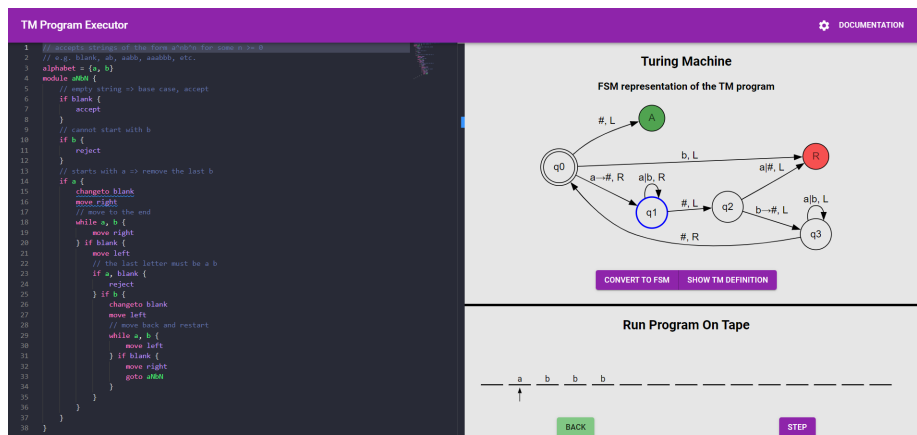 TM Program Executor
DOCUMENTATION
1 // accepts strings of the form a^nb^n for some n >= 0
2 // e.g. blank, ab, aabb, aaabbb, etc.
3 alphabet = {a, b}
4 module aNbN {
5 // empty string => base case, accept
6 if blank {
7 accept
8 }
9 // cannot start with b
10 if b {
11 reject
12 }
13 // starts with a => remove the last b
14 if a {
15 changeto blank
16 move right
17 // move to the end
18 while a, b {
19 move right
20 } if blank {
21 move left
22 // the last letter must be a b
23 if a, blank {
24 reject
25 } if b {
26 changeto blank
27 move left
28 // move back and restart
29 while a, b {
30 move left
31 } if blank {
32 move right
33 goto aNbN
34 }
35 }
36 }
37 }
38 }
Turing Machine
FSM representation of the TM program
#, L
A
b, L
R
q0
a→#, R
a|b, R
a|#, L
q1
#, L
q2
b→#, L
a|b, L
q3
#, R
CONVERT TO FSM
SHOW TM DEFINITION
Run Program On Tape
a b b b
BACK
STEP